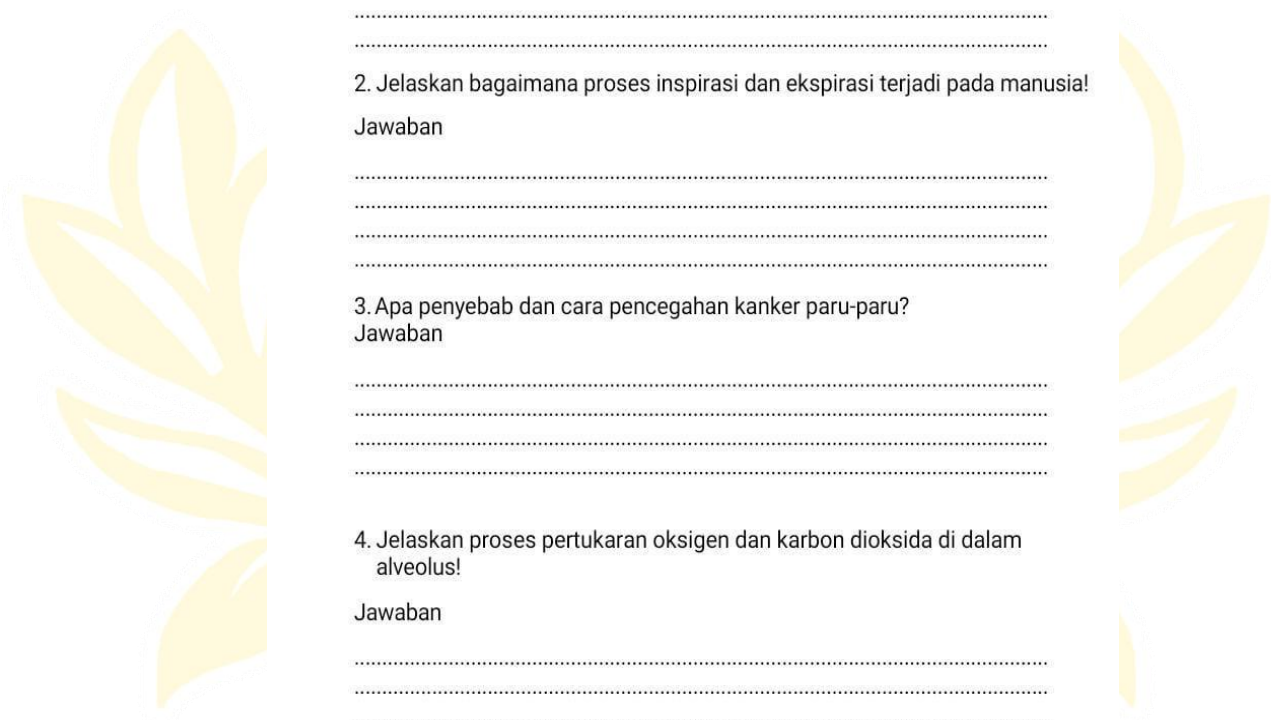 ........................................................................................................................
........................................................................................................................
2. Jelaskan bagaimana proses inspirasi dan ekspirasi terjadi pada manusia!
Jawaban
........................................................................................................................
........................................................................................................................
........................................................................................................................
........................................................................................................................
3. Apa penyebab dan cara pencegahan kanker paru-paru?
Jawaban
........................................................................................................................
........................................................................................................................
........................................................................................................................
........................................................................................................................
4. Jelaskan proses pertukaran oksigen dan karbon dioksida di dalam
alveolus!
Jawaban
........................................................................................................................
........................................................................................................................